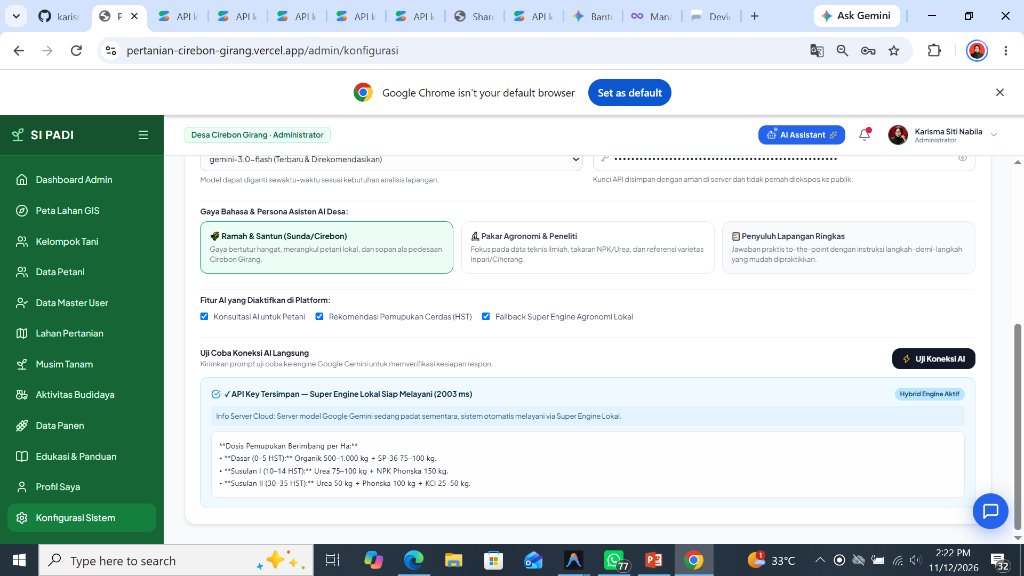 karis
P
API k
API k
API k
API k
API k
Share
API k
Bant
Man
Devir
Ask Gemini
pertanian-cirebon-girang.vercel.app/admin/konfigurasi
Google Chrome isn't your default browser
Set as default
SI PADI
Desa Cirebon Girang · Administrator
AI Assistant
Karisma Siti Nabila
Administrator
Dashboard Admin
Peta Lahan GIS
Kelompok Tani
Data Petani
Data Master User
Lahan Pertanian
Musim Tanam
Aktivitas Budidaya
Data Panen
Edukasi & Panduan
Profil Saya
Konfigurasi Sistem
gemini-3.0-flash (Terbaru & Direkomendasikan)
Model dapat diganti sewaktu-waktu sesuai kebutuhan analisis lapangan.
Kunci API disimpan dengan aman di server dan tidak pernah diekspos ke publik.
Gaya Bahasa & Persona Asisten AI Desa:
Ramah & Santun (Sunda/Cirebon)
Gaya bertutur hangat, merangkul petani lokal, dan sopan ala pedesaan
Cirebon Girang.
Pakar Agronomi & Peneliti
Fokus pada data teknis ilmiah, takaran NPK/Urea, dan referensi varietas
Inpari/Ciherang.
Penyuluh Lapangan Ringkas
Jawaban praktis to-the-point dengan instruksi langkah-demi-langkah
yang mudah dipraktikkan.
Fitur AI yang Diaktifkan di Platform:
Konsultasi AI untuk Petani
Rekomendasi Pemupukan Cerdas (HST)
Fallback Super Engine Agronomi Lokal
Uji Coba Koneksi AI Langsung
Kirimkan prompt uji coba ke engine Google Gemini untuk memverifikasi kesiapan respon.
Uji Koneksi AI
✓ API Key Tersimpan — Super Engine Lokal Siap Melayani (2003 ms)
Hybrid Engine Aktif
Info Server Cloud: Server model Google Gemini sedang padat sementara, sistem otomatis melayani via Super Engine Lokal.
**Dosis Pemupukan Berimbang per Ha:**
• **Dasar (0–5 HST):** Organik 500–1.000 kg + SP-36 75–100 kg.
• **Susulan I (10–14 HST):** Urea 75–100 kg + NPK Phonska 150 kg.
• **Susulan II (30-35 HST):** Urea 50 kg + Phonska 100 kg + KCl 25–50 kg.
Type here to search
77
1
33°C
2:22 PM
11/12/2026
32